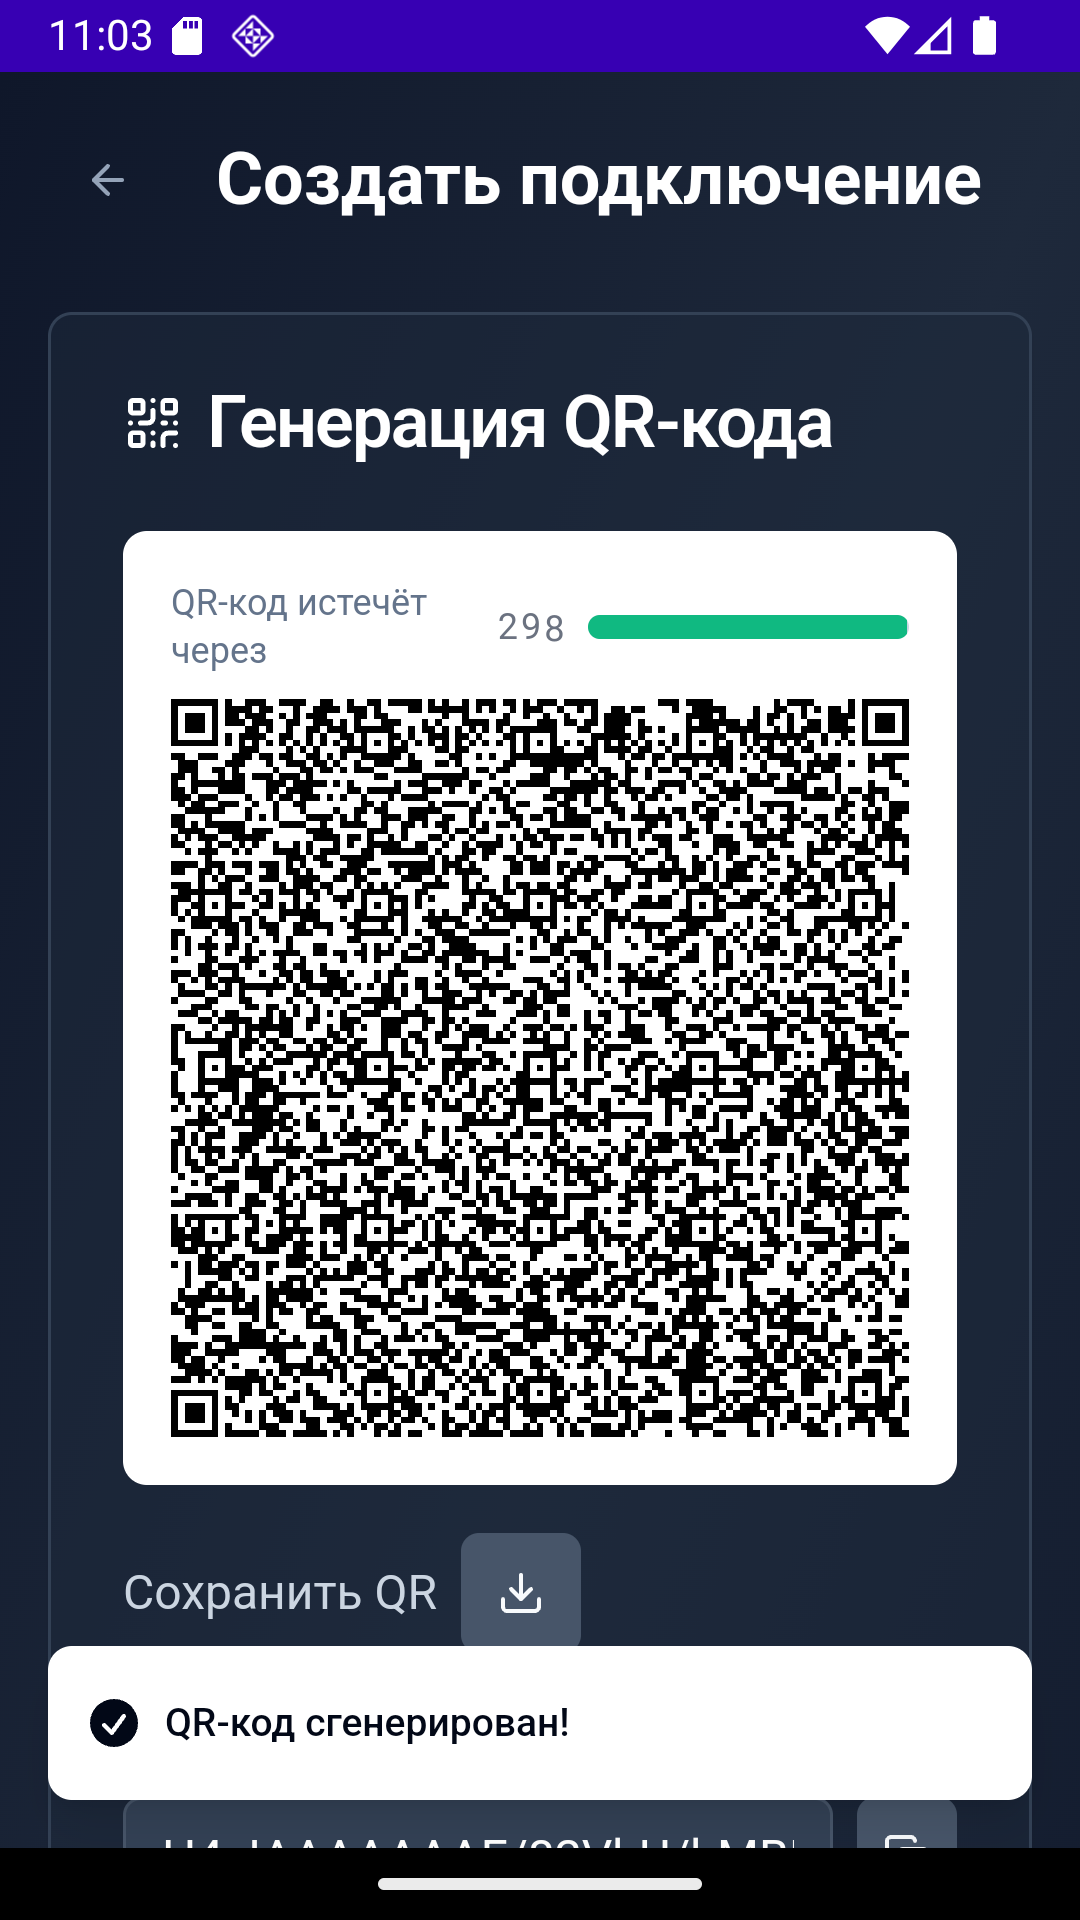 11:03
Создать подключение
Генерация QR-кода
QR-код истечёт
через
298
Сохранить QR
QR-код сгенерирован!